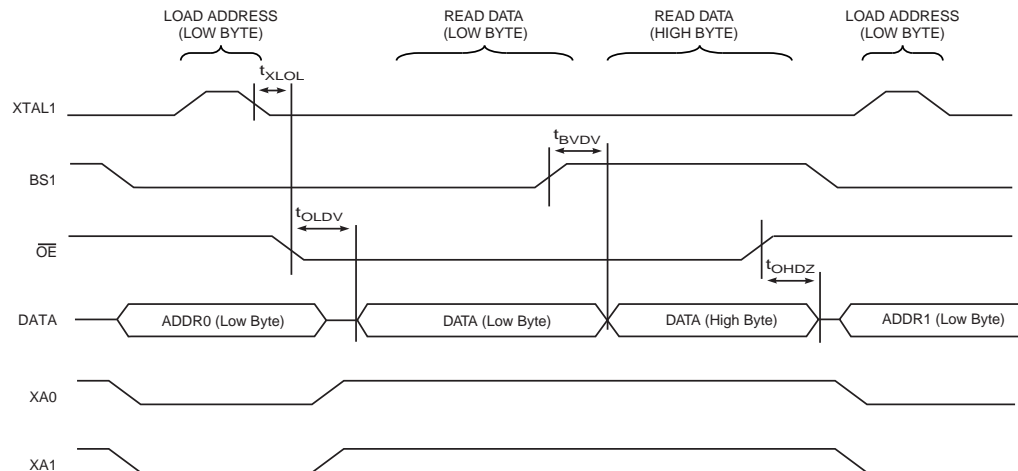 LOAD ADDRESS
(LOW BYTE)
READ DATA
(LOW BYTE)
READ DATA
(HIGH BYTE)
LOAD ADDRESS
(LOW BYTE)
tXLOL
XTAL1
tBVDV
BS1
tOLDV
OE
tOHDZ
DATA
ADDR0 (Low Byte)
DATA (Low Byte)
DATA (High Byte)
ADDR1 (Low Byte)
XA0
XA1